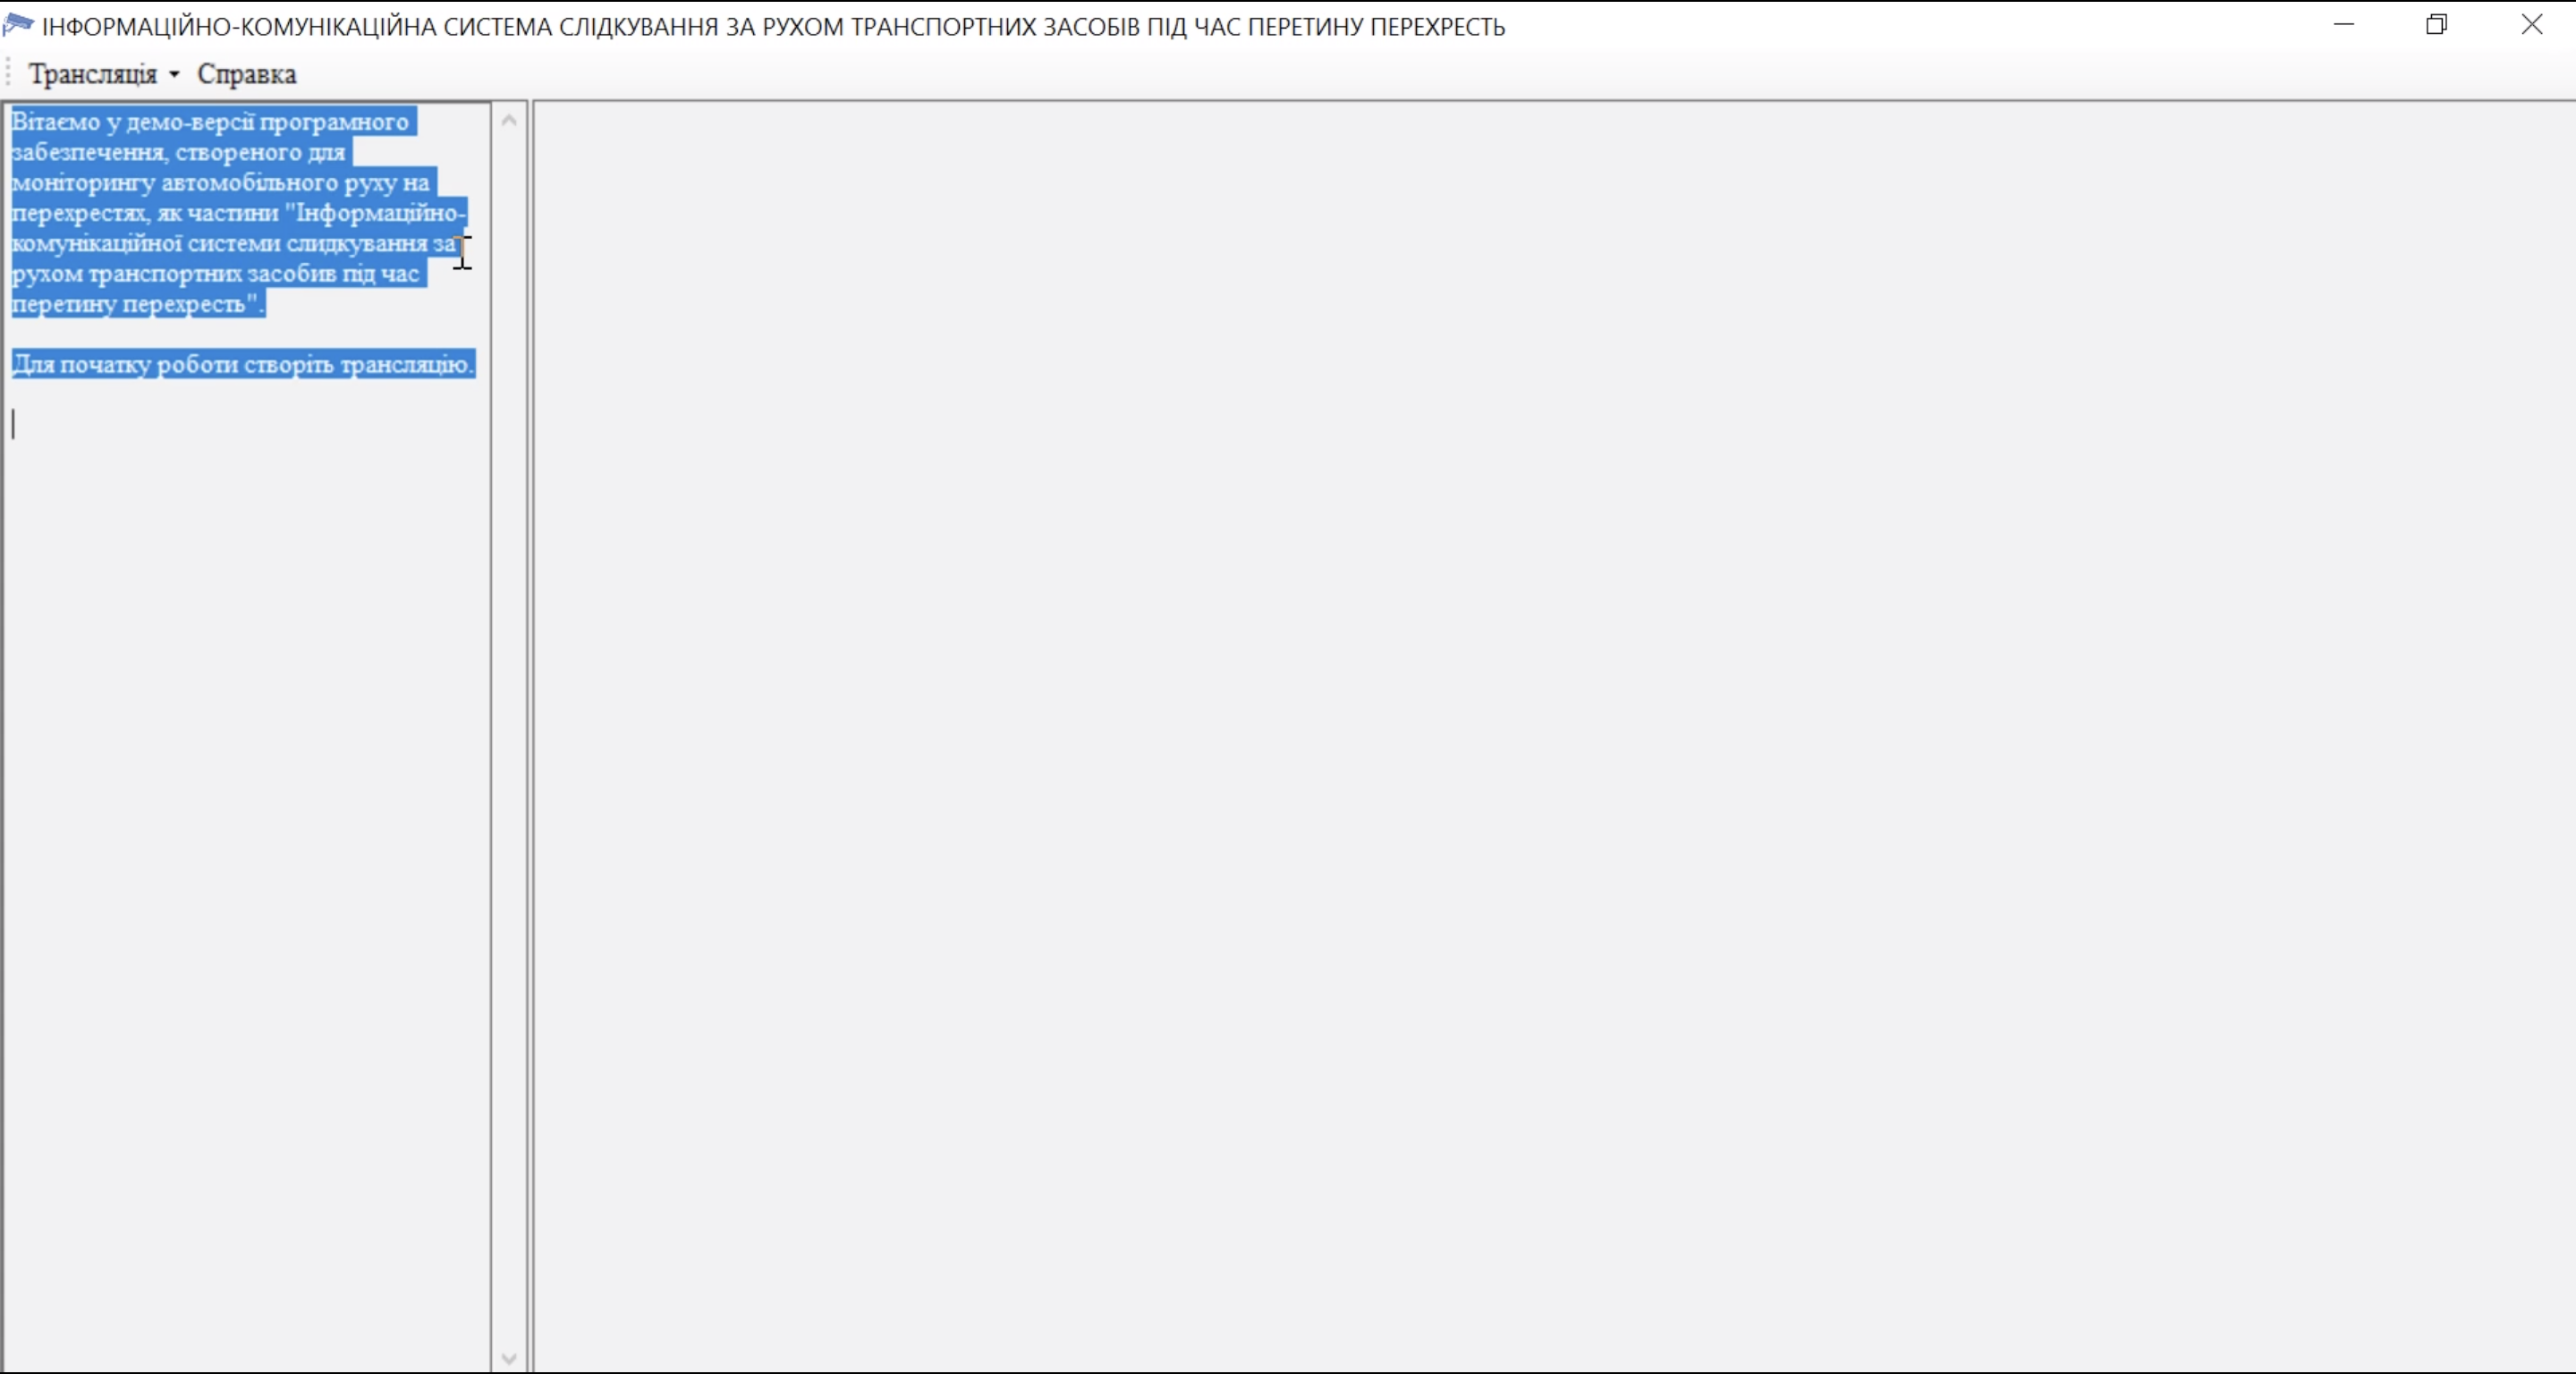 ІНФОРМАЦІЙНО-КОМУНІКАЦІЙНА СИСТЕМА СЛІДКУВАННЯ ЗА РУХОМ ТРАНСПОРТНИХ ЗАСОБІВ ПІД ЧАС ПЕРЕТИНУ ПЕРЕХРЕСТЬ
Трансляція Справка
Вітаємо у демо-версії програмного
забезпечення, створеного для
моніторингу автомобільного руху на
перехрестях, як частини "Інформаційно-
комунікаційної системи слидкування за
рухом транспортних засобив під час
перетину перехресть".
Для початку роботи створіть трансляцію.